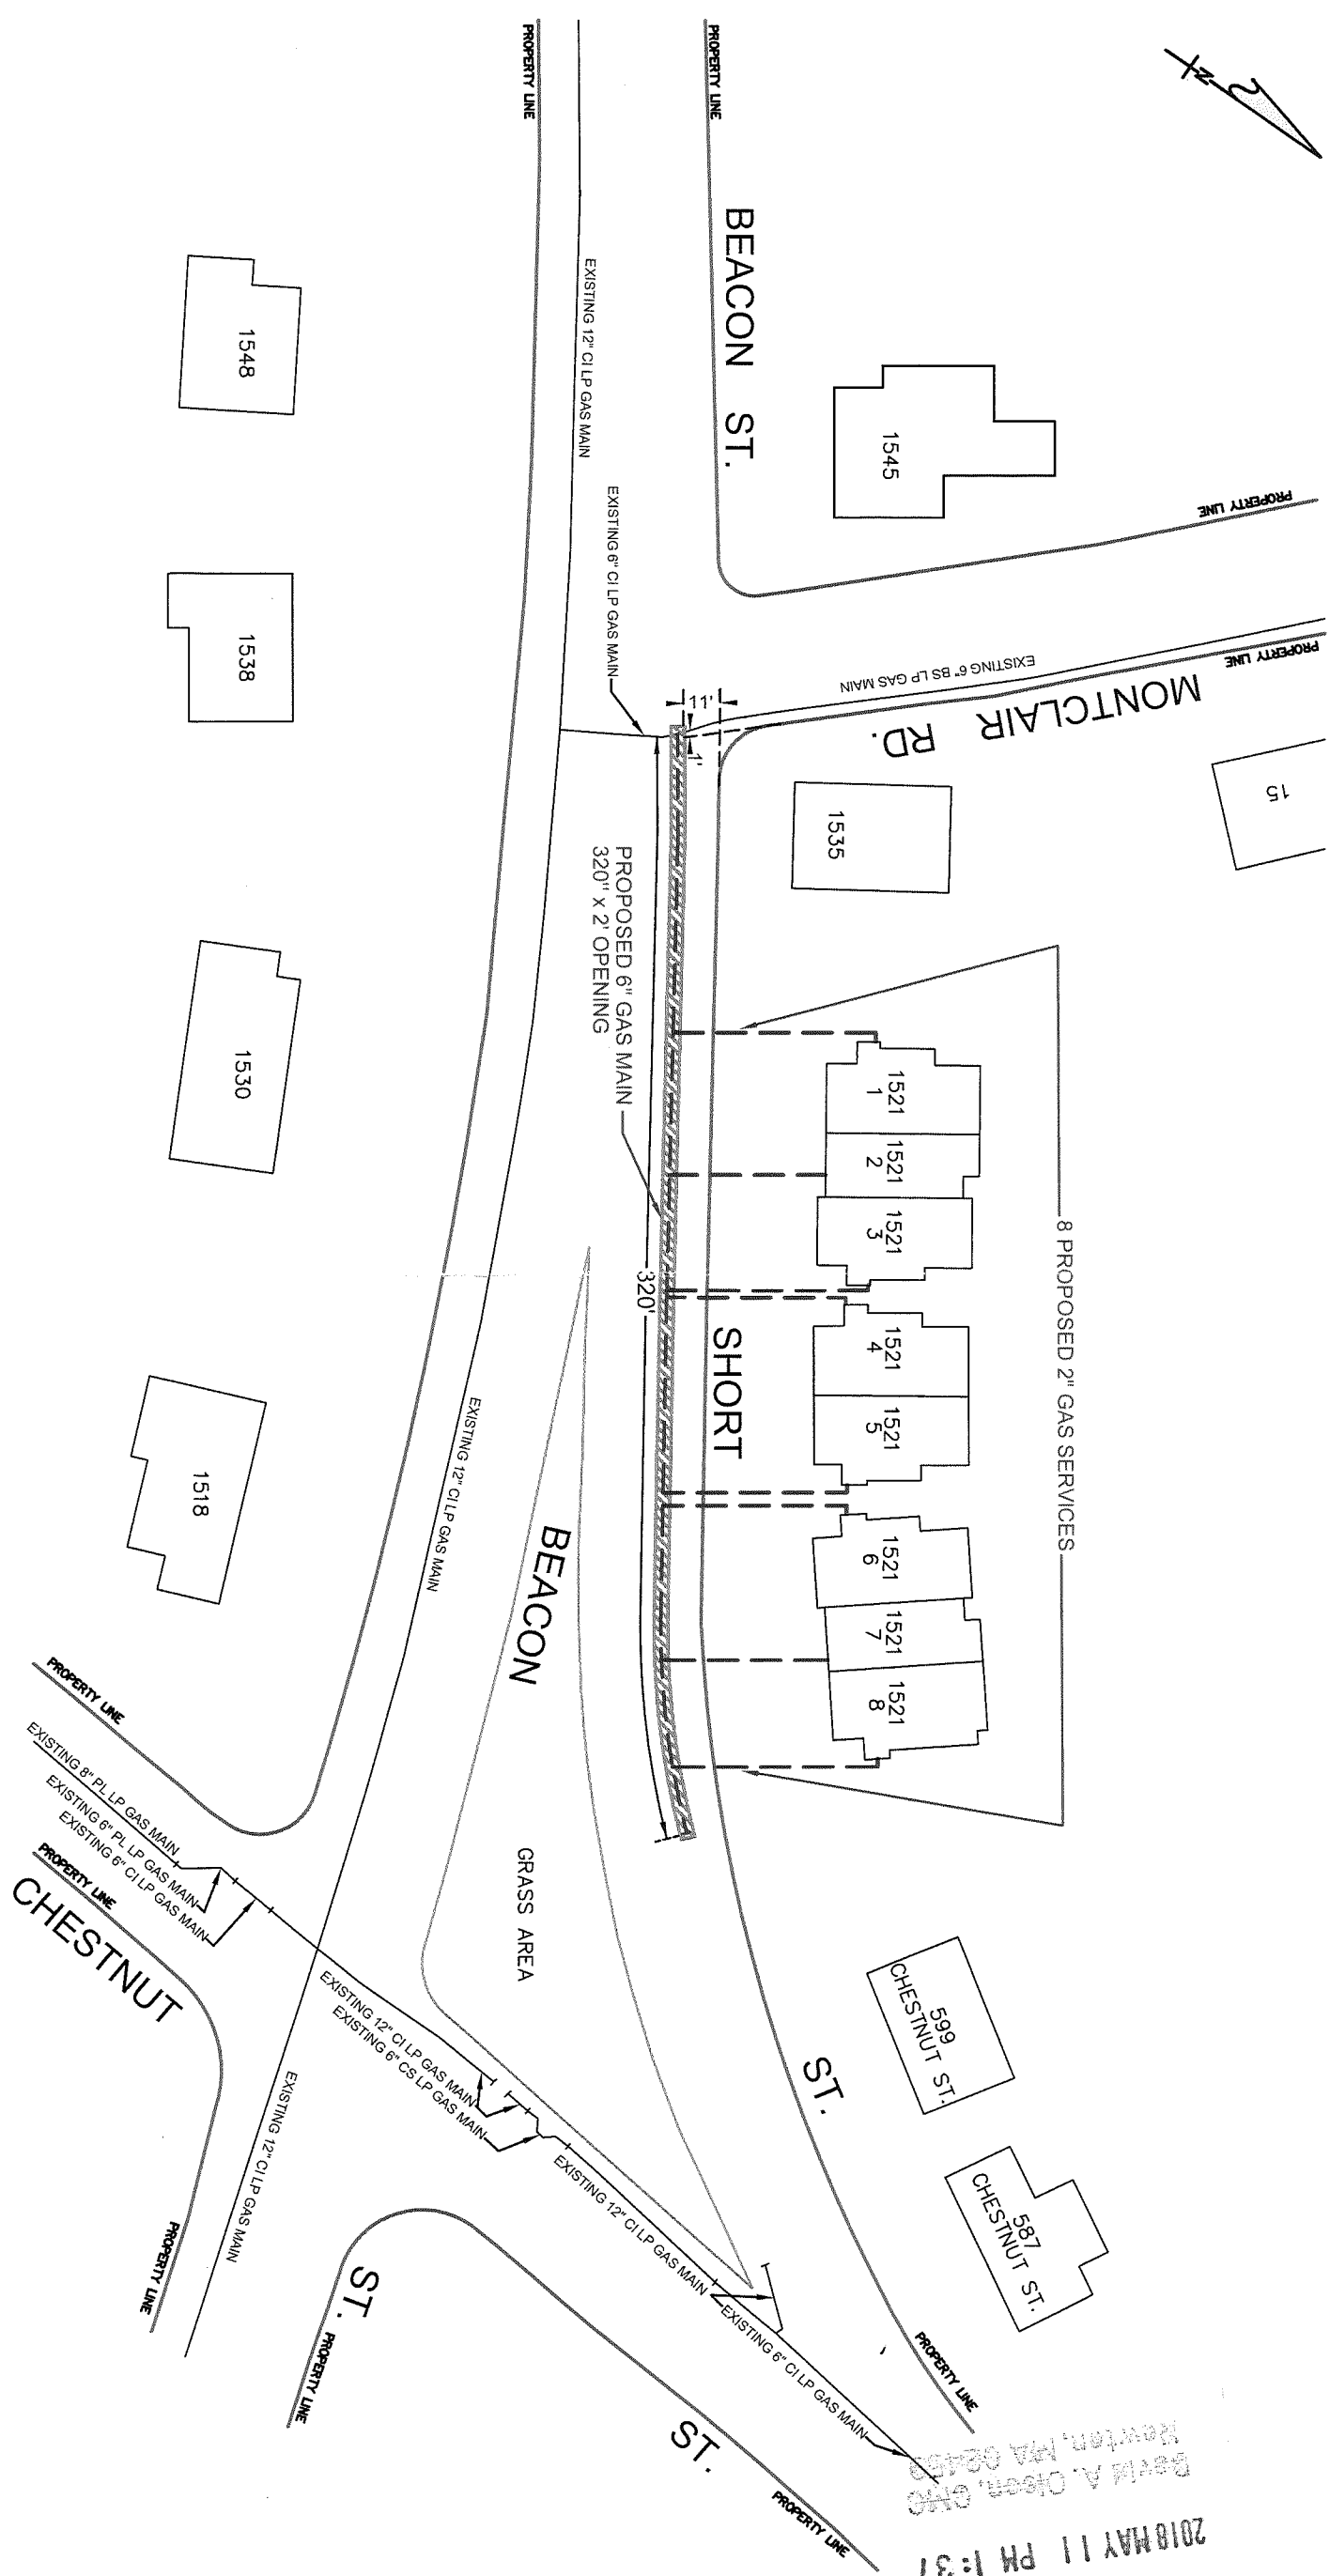 N
PROPERTY LINE
PROPERTY LINE
BEACON ST.
1545
PROPERTY LINE
PROPERTY LINE
EXISTING 12" CI LP GAS MAIN
EXISTING 6" CI LP GAS MAIN
EXISTING 6" BS LP GAS MAIN
MONTCLAIR RD.
1548
1538
11'
1'
1535
15
PROPOSED 6" GAS MAIN
320" x 2' OPENING
8 PROPOSED 2" GAS SERVICES
1521
1
1521
2
1521
3
1521
4
1521
5
1521
6
1521
7
1521
8
1530
320'
SHORT
ST.
1518
EXISTING 12" CI LP GAS MAIN
BEACON
ST.
GRASS AREA
PROPERTY LINE
EXISTING 8" PL LP GAS MAIN
EXISTING 6" PL LP GAS MAIN
EXISTING 6" CI LP GAS MAIN
PROPERTY LINE
CHESTNUT
ST.
EXISTING 12" CI LP GAS MAIN
EXISTING 6" CS LP GAS MAIN
EXISTING 12" CI LP GAS MAIN
EXISTING 6" CI LP GAS MAIN
EXISTING 12" CI LP GAS MAIN
599
CHESTNUT ST.
587
CHESTNUT ST.
PROPERTY LINE
PROPERTY LINE
PROPERTY LINE
PROPERTY LINE
2018 MAY 11 PM 1:37
David A. Olson, CMC
Newton, MA 02459